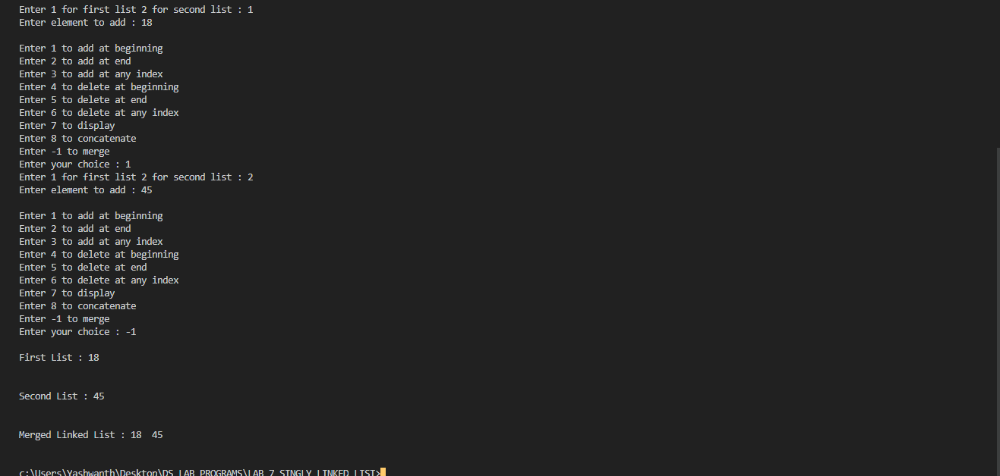 Enter 1 for first list 2 for second list : 1
Enter element to add : 18
Enter 1 to add at beginning
Enter 2 to add at end
Enter 3 to add at any index
Enter 4 to delete at beginning
Enter 5 to delete at end
Enter 6 to delete at any index
Enter 7 to display
Enter 8 to concatenate
Enter -1 to merge
Enter your choice : 1
Enter 1 for first list 2 for second list : 2
Enter element to add : 45
Enter 1 to add at beginning
Enter 2 to add at end
Enter 3 to add at any index
Enter 4 to delete at beginning
Enter 5 to delete at end
Enter 6 to delete at any index
Enter 7 to display
Enter 8 to concatenate
Enter -1 to merge
Enter your choice : -1
First List : 18
Second List : 45
Merged Linked List : 18  45
c:\Users\Yashwanth\Desktop\DS LAB PROGRAMS\LAB 7 SINGLY LINKED LIST>